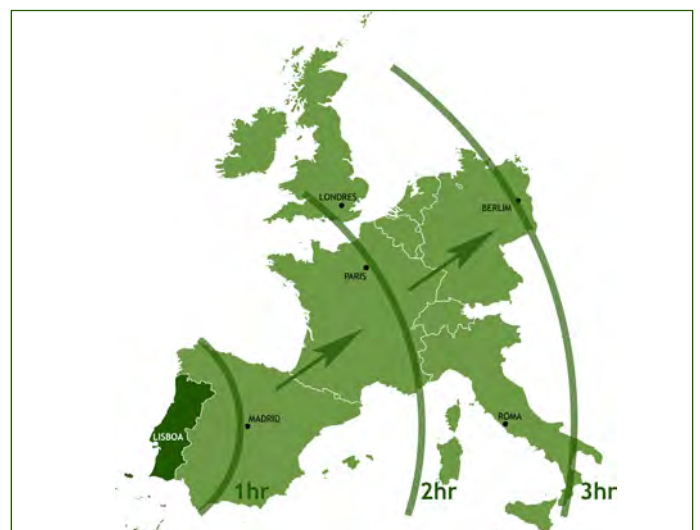 LONDRES
BERLIM
PARIS
MADRID
ROMA
LISBOA
1hr
2hr
3hr